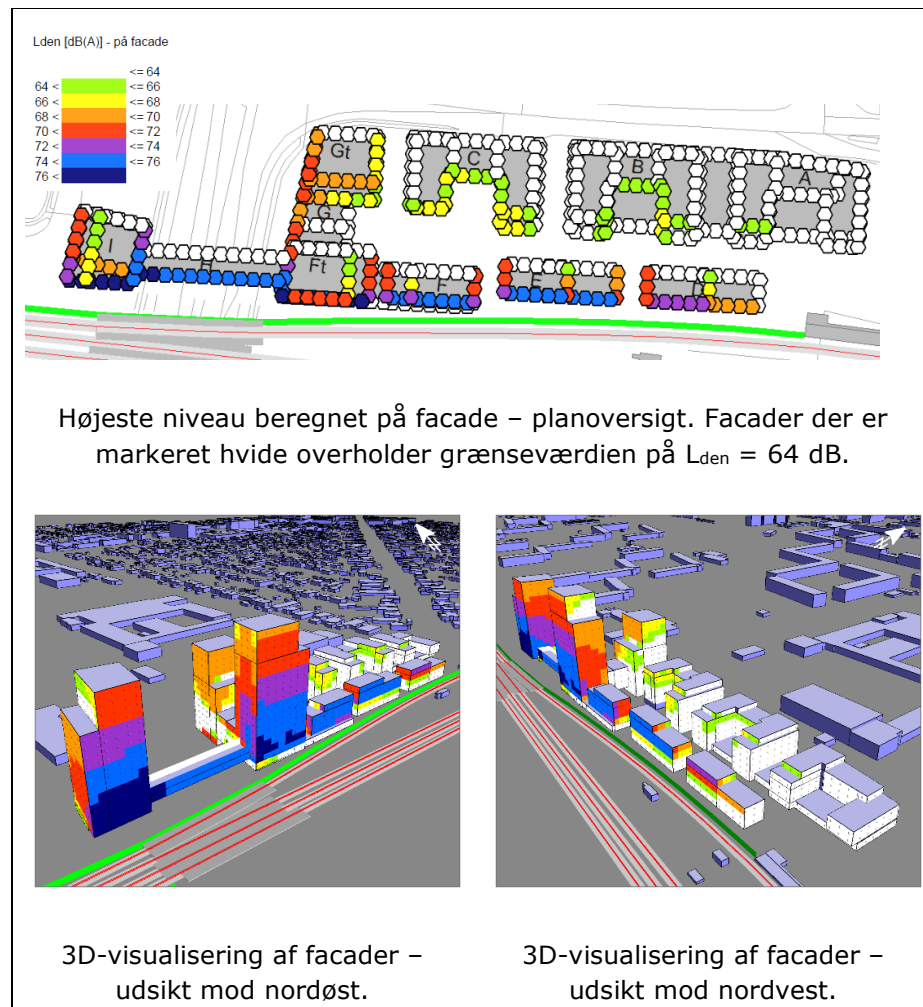 Lden [dB(A)] - på facade
<= 64
64 < <= 66
66 < <= 68
68 < <= 70
70 < <= 72
72 < <= 74
74 < <= 76
76 <
Gt
C
B
A
G
I
H
Ft
F
E
Højeste niveau beregnet på facade – planoversigt. Facader der er
markeret hvide overholder grænseværdien på Lden = 64 dB.
3D-visualisering af facader –
udsikt mod nordøst.
3D-visualisering af facader –
udsikt mod nordvest.